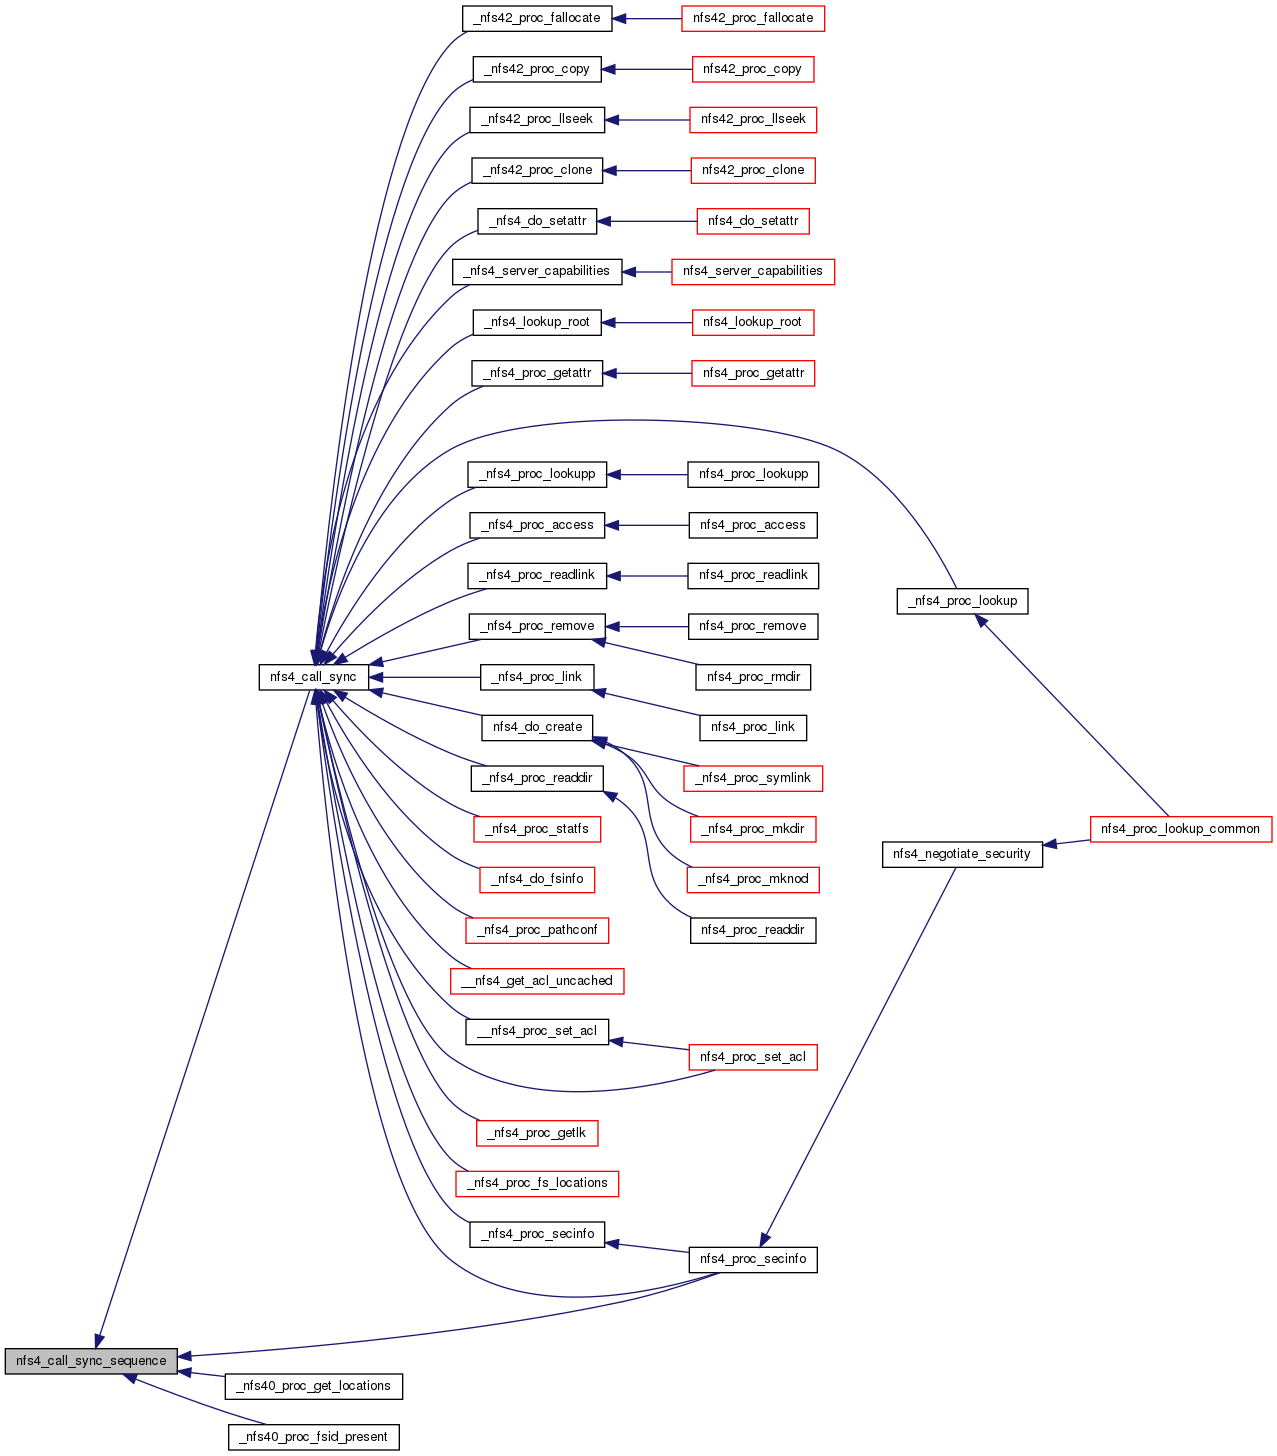 _nfs42_proc_fallocate
nfs42_proc_fallocate
_nfs42_proc_copy
nfs42_proc_copy
_nfs42_proc_llseek
nfs42_proc_llseek
_nfs42_proc_clone
nfs42_proc_clone
_nfs4_do_setattr
nfs4_do_setattr
_nfs4_server_capabilities
nfs4_server_capabilities
_nfs4_lookup_root
nfs4_lookup_root
_nfs4_proc_getattr
nfs4_proc_getattr
_nfs4_proc_lookupp
nfs4_proc_lookupp
_nfs4_proc_access
nfs4_proc_access
_nfs4_proc_readlink
nfs4_proc_readlink
_nfs4_proc_lookup
_nfs4_proc_remove
nfs4_proc_remove
nfs4_call_sync
_nfs4_proc_link
nfs4_proc_rmdir
nfs4_do_create
nfs4_proc_link
_nfs4_proc_readdir
_nfs4_proc_symlink
_nfs4_proc_statfs
_nfs4_proc_mkdir
nfs4_proc_lookup_common
nfs4_negotiate_security
_nfs4_do_fsinfo
_nfs4_proc_mknod
_nfs4_proc_pathconf
nfs4_proc_readdir
__nfs4_get_acl_uncached
__nfs4_proc_set_acl
nfs4_proc_set_acl
_nfs4_proc_getlk
_nfs4_proc_fs_locations
_nfs4_proc_secinfo
nfs4_proc_secinfo
nfs4_call_sync_sequence
_nfs40_proc_get_locations
_nfs40_proc_fsid_present